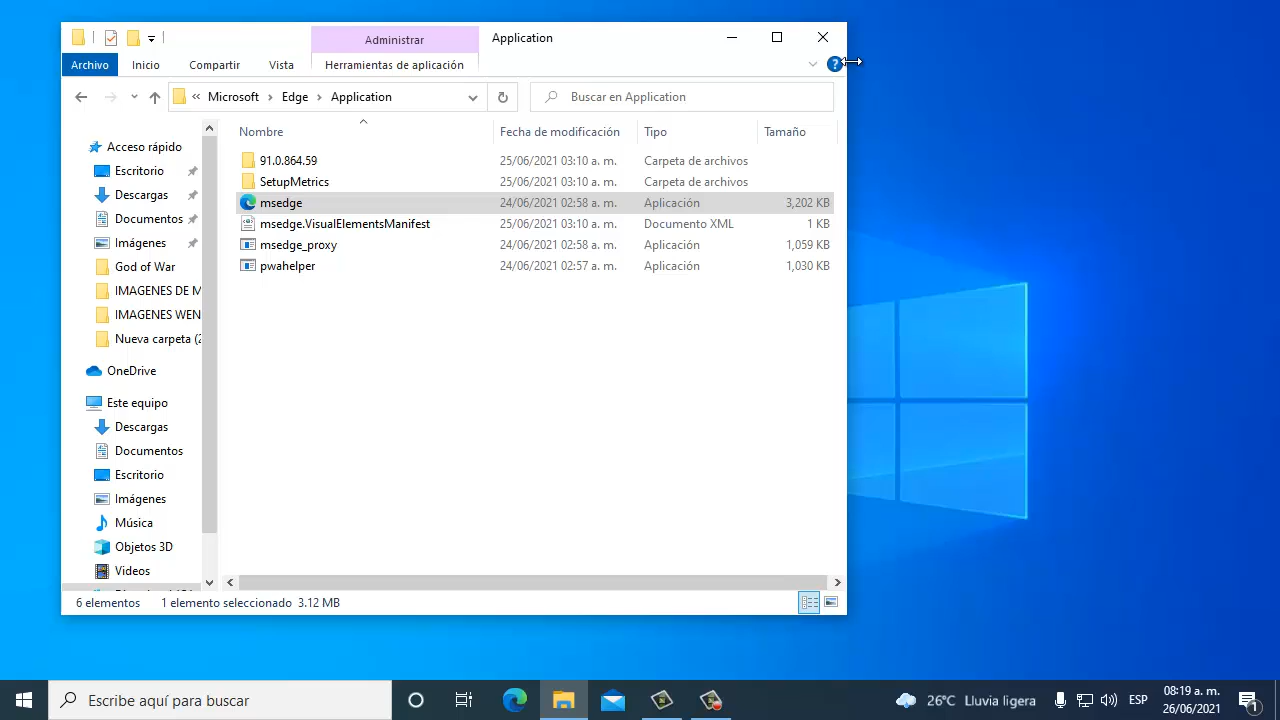 Administrar
Application
Archivo
Inicio
Compartir
Vista
Herramientas de aplicación
?
« Microsoft › Edge › Application
Buscar en Application
Nombre
Fecha de modificación
Tipo
Tamaño
91.0.864.59 25/06/2021 03:10 a. m. Carpeta de archivos
SetupMetrics 25/06/2021 03:10 a. m. Carpeta de archivos
msedge 24/06/2021 02:58 a. m. Aplicación 3,202 KB
msedge.VisualElementsManifest 25/06/2021 03:10 a. m. Documento XML 1 KB
msedge_proxy 24/06/2021 02:58 a. m. Aplicación 1,059 KB
pwahelper 24/06/2021 02:57 a. m. Aplicación 1,030 KB
Acceso rápido
Escritorio
Descargas
Documentos
Imágenes
God of War
IMAGENES DE M
IMAGENES WEN
Nueva carpeta (2
OneDrive
Este equipo
Descargas
Documentos
Escritorio
Imágenes
Música
Objetos 3D
Videos
6 elementos
1 elemento seleccionado 3.12 MB
Escribe aquí para buscar
26°C Lluvia ligera
ESP
08:19 a. m.
26/06/2021
1